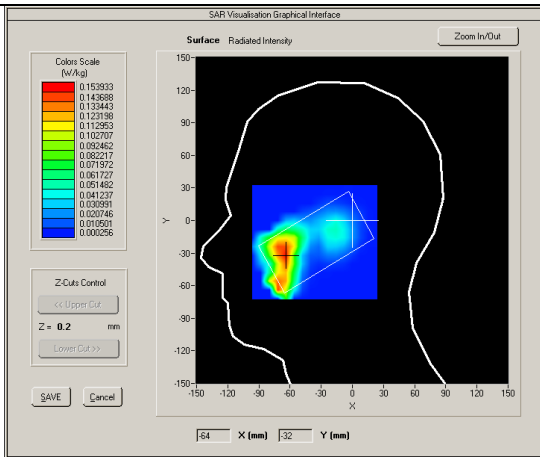 SAR Visualisation Graphical Interface
Surface Radiated Intensity
Zoom In/Out
Colors Scale
(W/kg)
0.153933
0.143688
0.133443
0.123198
0.112953
0.102707
0.092462
0.082217
0.071972
0.061727
0.051482
0.041237
0.030991
0.020746
0.010501
0.000256
Z-Cuts Control
<< Upper Cut
Z = 0.2 mm
Lower Cut >>
SAVE
Cancel
150
120
90
60
30
0
-30
-60
-90
-120
-150
Y
-150 -120 -90 -60 -30 0 30 60 90 120 150
X
-64 X (mm) -32 Y (mm)